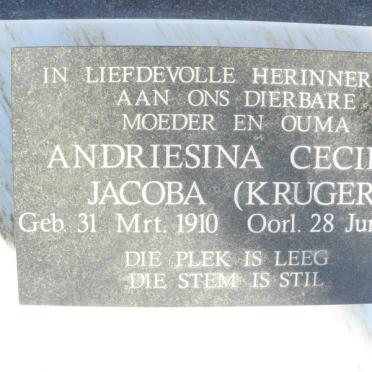 IN LIEFDEVOLLE HERINNER
AAN ONS DIERBARE
MOEDER EN OUMA
ANDRIESINA CECI
JACOBA (KRUGER
Geb. 31 Mrt. 1910 Oorl. 28 Jun
DIE PLEK IS LEEG
DIE STEM IS STIL